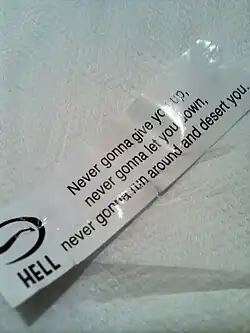 Never gonna give you up,
never gonna let you down,
never gonna run around and desert you.
HELL